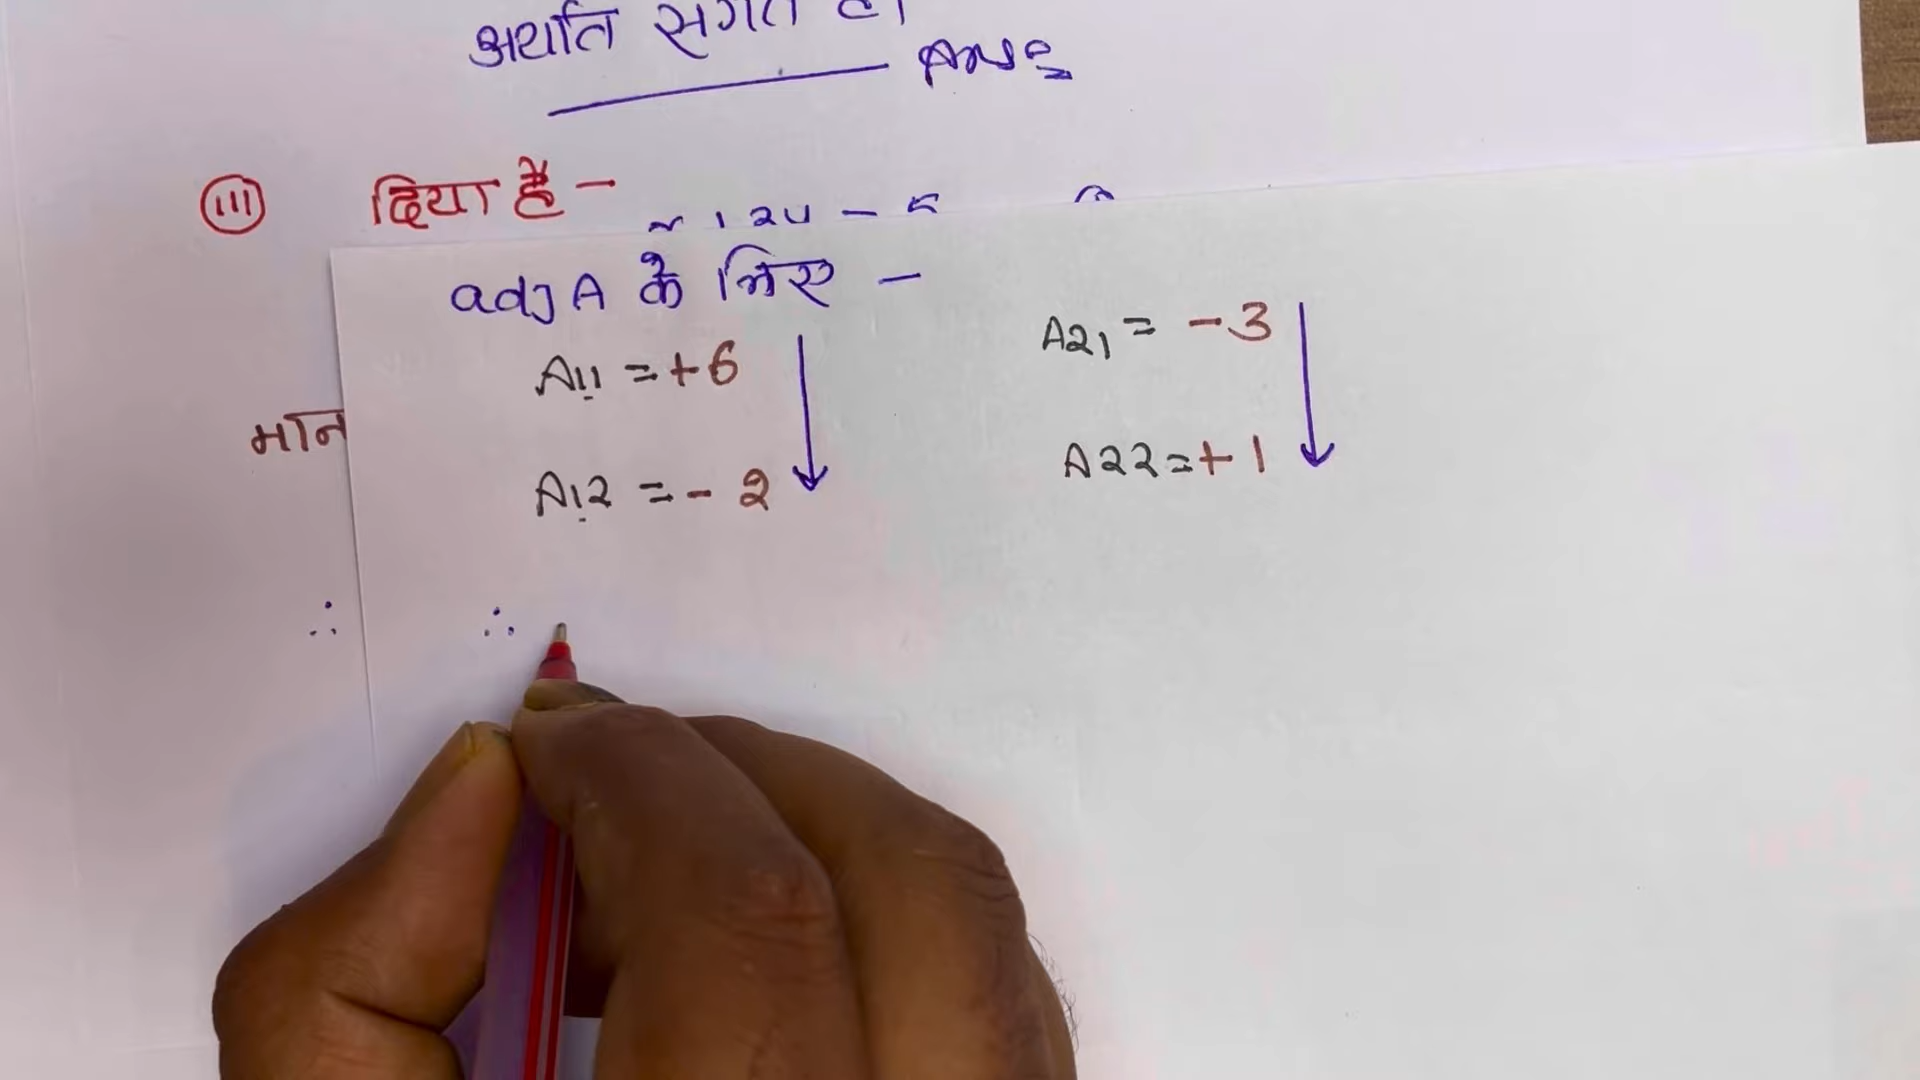 अर्थात संगत है।
Ans
(iii) दिया है -
adj A के लिए -
A11 = +6
A21 = -3
मान
A12 = - 2
A22 = + 1
∴ ∴